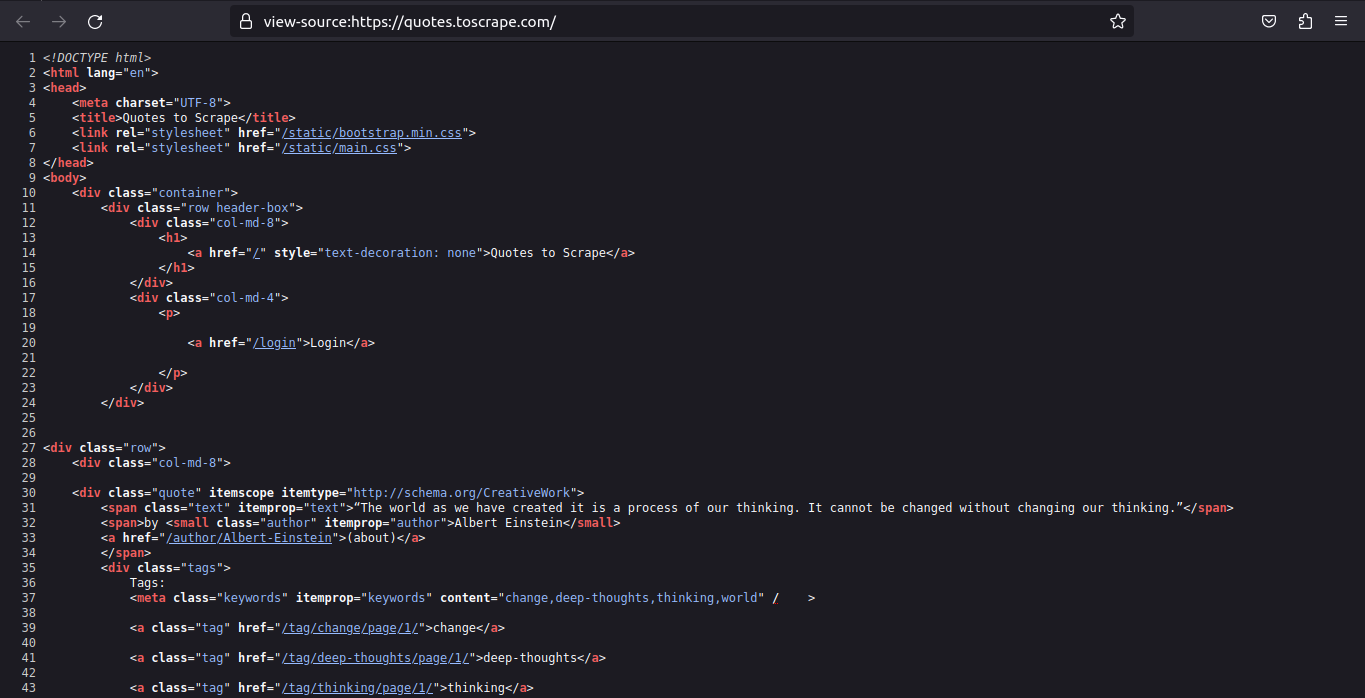 view-source:https://quotes.toscrape.com/
1 <!DOCTYPE html>
2 <html lang="en">
3 <head>
4     <meta charset="UTF-8">
5     <title>Quotes to Scrape</title>
6     <link rel="stylesheet" href="/static/bootstrap.min.css">
7     <link rel="stylesheet" href="/static/main.css">
8 </head>
9 <body>
10     <div class="container">
11         <div class="row header-box">
12             <div class="col-md-8">
13                 <h1>
14                     <a href="/" style="text-decoration: none">Quotes to Scrape</a>
15                 </h1>
16             </div>
17             <div class="col-md-4">
18                 <p>
19
20                     <a href="/login">Login</a>
21
22                 </p>
23             </div>
24         </div>
25
26
27 <div class="row">
28     <div class="col-md-8">
29
30     <div class="quote" itemscope itemtype="http://schema.org/CreativeWork">
31         <span class="text" itemprop="text">“The world as we have created it is a process of our thinking. It cannot be changed without changing our thinking.”</span>
32         <span>by <small class="author" itemprop="author">Albert Einstein</small>
33         <a href="/author/Albert-Einstein">(about)</a>
34         </span>
35         <div class="tags">
36             Tags:
37             <meta class="keywords" itemprop="keywords" content="change,deep-thoughts,thinking,world" /    >
38
39             <a class="tag" href="/tag/change/page/1/">change</a>
40
41             <a class="tag" href="/tag/deep-thoughts/page/1/">deep-thoughts</a>
42
43             <a class="tag" href="/tag/thinking/page/1/">thinking</a>